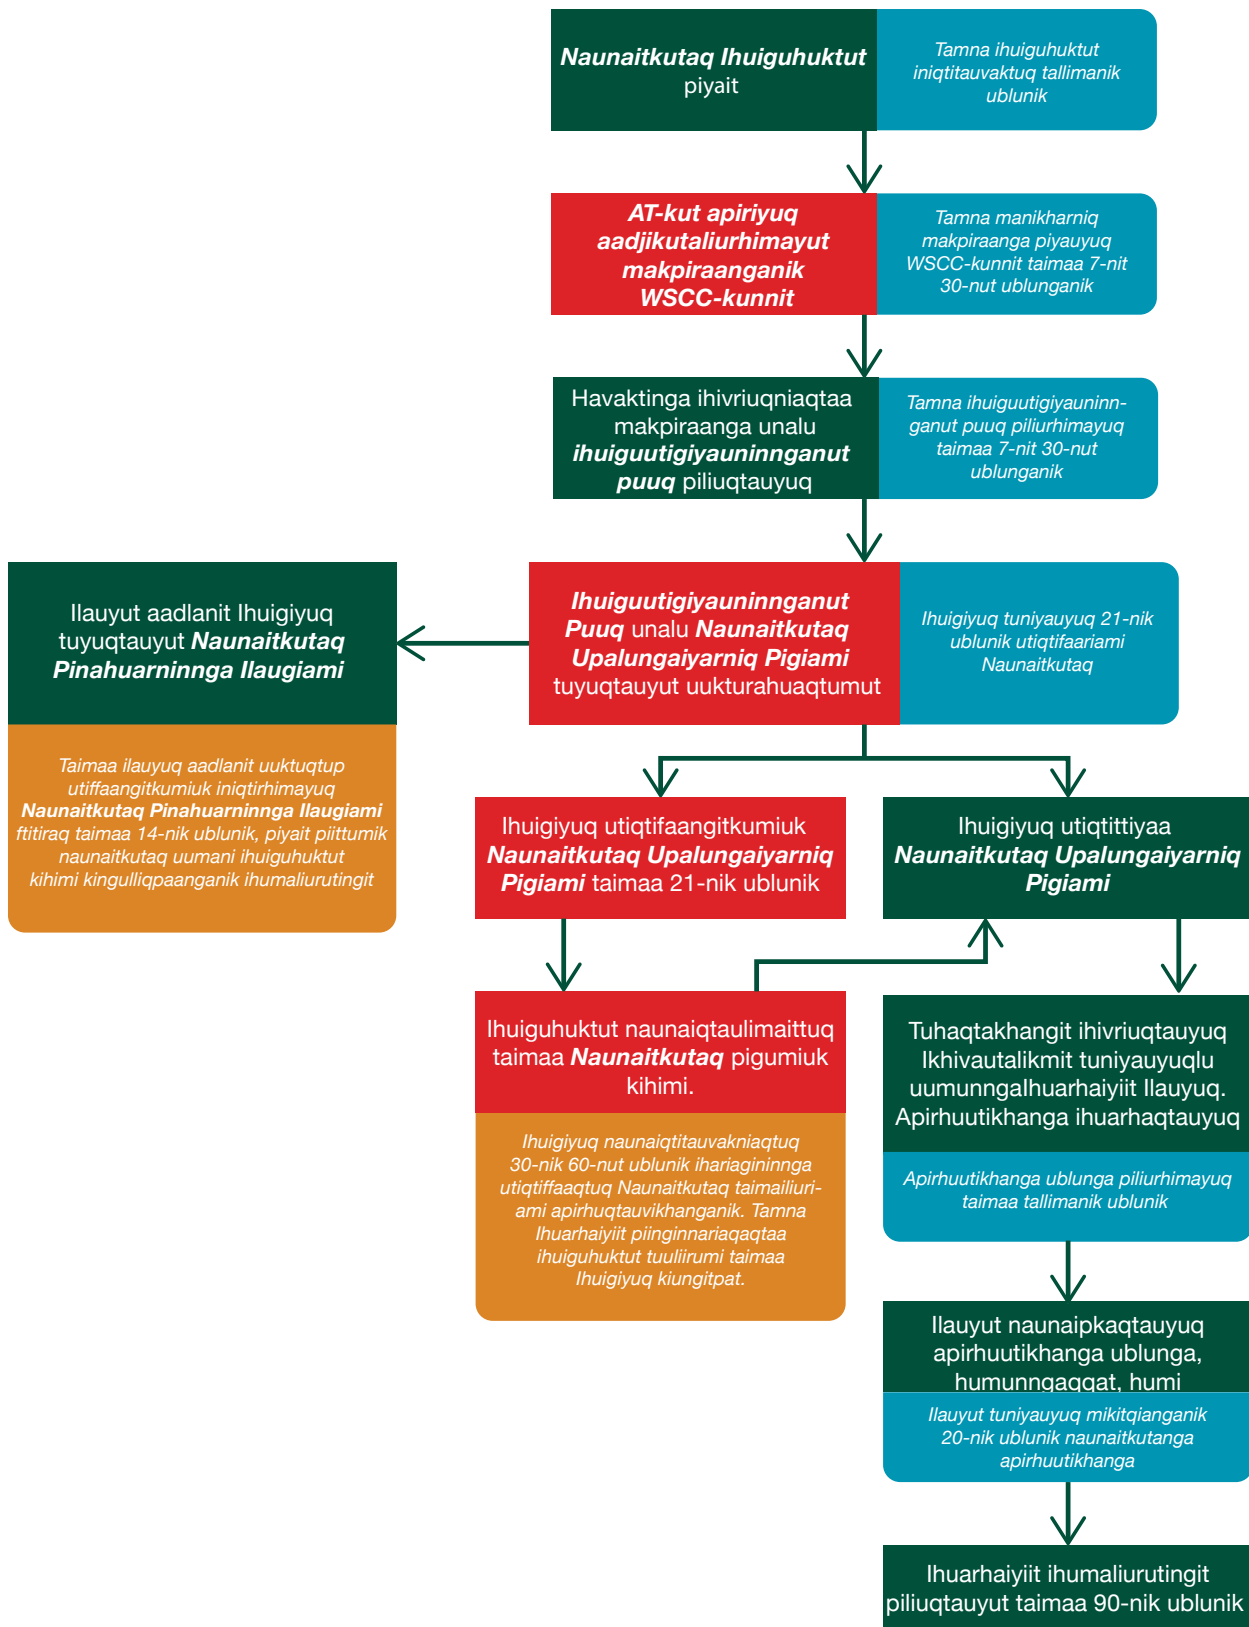 Naunaitkutaq Ihuiguhuktut
piyait
Tamna ihuiguhuktut
iniqtitauvaktuq tallimanik
ublunik
AT-kut apiriyuq
aadjikutaliurhimayut
makpiraanganik
WSCC-kunnit
Tamna manikharniq
makpiraanga piyauyuq
WSCC-kunnit taimaa 7-nit
30-nut ublunganik
Havaktinga ihivriuqniaqtaa
makpiraanga unalu
ihuiguutigiyauninnganut
puuq piliuqtauyuq
Tamna ihuiguutigiyauninn-
ganut puuq piliurhimayuq
taimaa 7-nit 30-nut
ublunganik
Ilauyut aadlanit Ihuigiyuq
tuyuqtauyut Naunaitkutaq
Pinahuarninnga Ilaugiami
Ihuiguutigiyauninnganut
Puuq unalu Naunaitkutaq
Upalungaiyarniq Pigiami
tuyuqtauyut uukturahuaqtumut
Ihuigiyuq tuniyauyuq 21-nik
ublunik utiqtifaariami
Naunaitkutaq
Taimaa ilauyuq aadlanit uuktuqtup
utiffaangitkumiuk iniqtirhimayuq
Naunaitkutaq Pinahuarninnga Ilaugiami
ftitiraq taimaa 14-nik ublunik, piyait piittumik
naunaitkutaq uumani ihuiguhuktut
kihimi kingulliqpaanganik ihumaliurutingit
Ihuigiyuq utiqtifaangitkumiuk
Naunaitkutaq Upalungaiyarniq
Pigiami taimaa 21-nik ublunik
Ihuigiyuq utiqtittiyaa
Naunaitkutaq Upalungaiyarniq
Pigiami
Ihuiguhuktut naunaiqtaulimaittuq
taimaa Naunaitkutaq pigumiuk
kihimi.
Ihuigiyuq naunaiqtitauvakniaqtuq
30-nik 60-nut ublunik ihariagininnga
utiqtiffaaqtuq Naunaitkutaq taimailiuri-
ami apirhuqtauvikhanganik. Tamna
Ihuarhaiyiit piinginnariaqaqtaa
ihuiguhuktut tuuliirumi taimaa
Ihuigiyuq kiungitpat.
Tuhaqtakhangit ihivriuqtauyuq
Ikhivautalikmit tuniyauyuqlu
uumunngaIhuarhaiyiit Ilauyuq.
Apirhuutikhanga ihuarhaqtauyuq
Apirhuutikhanga ublunga piliurhimayuq
taimaa tallimanik ublunik
Ilauyut naunaipkaqtauyuq
apirhuutikhanga ublunga,
humunngaqqat, humi
Ilauyut tuniyauyuq mikitqianganik
20-nik ublunik naunaitkutanga
apirhuutikhanga
Ihuarhaiyiit ihumaliurutingit
piliuqtauyut taimaa 90-nik ublunik